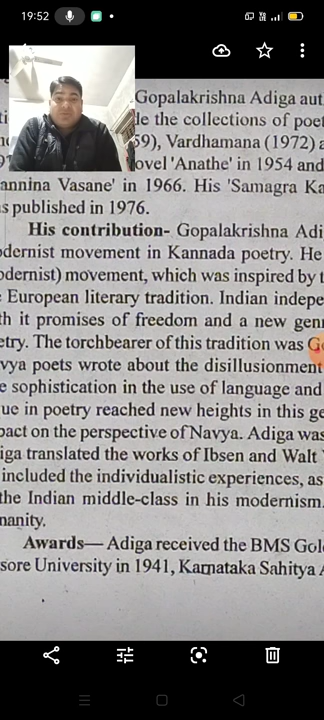 19:52
Gopalakrishna Adiga aut
le the collections of poet
59), Vardhamana (1972) a
ovel 'Anathe' in 1954 and
annina Vasane' in 1966. His 'Samagra Ka
s published in 1976.
His contribution- Gopalakrishna Adi
odernist movement in Kannada poetry. He
odernist) movement, which was inspired by t
European literary tradition. Indian indepe
th it promises of freedom and a new genr
etry. The torchbearer of this tradition was Go
vya poets wrote about the disillusionment
e sophistication in the use of language and
ue in poetry reached new heights in this ge
pact on the perspective of Navya. Adiga was
iga translated the works of Ibsen and Walt
included the individualistic experiences, as
the Indian middle-class in his modernism.
manity.
Awards— Adiga received the BMS Gol
sore University in 1941, Karnataka Sahitya A